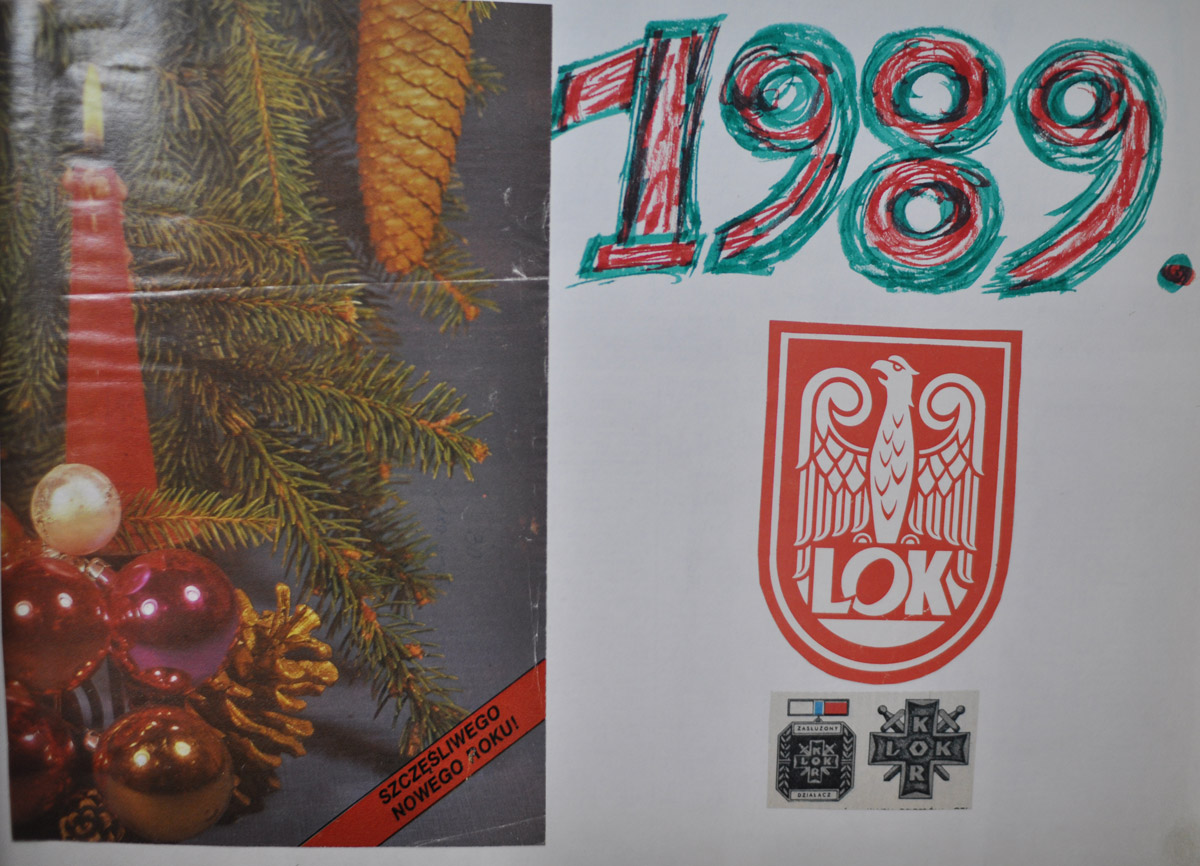 1989.
SZCZĘŚLIWEGO
NOWEGO ROKU!
LOK
ZASŁUŻONY
K
LOK
R
DZIAŁACZ
K
LOK
R